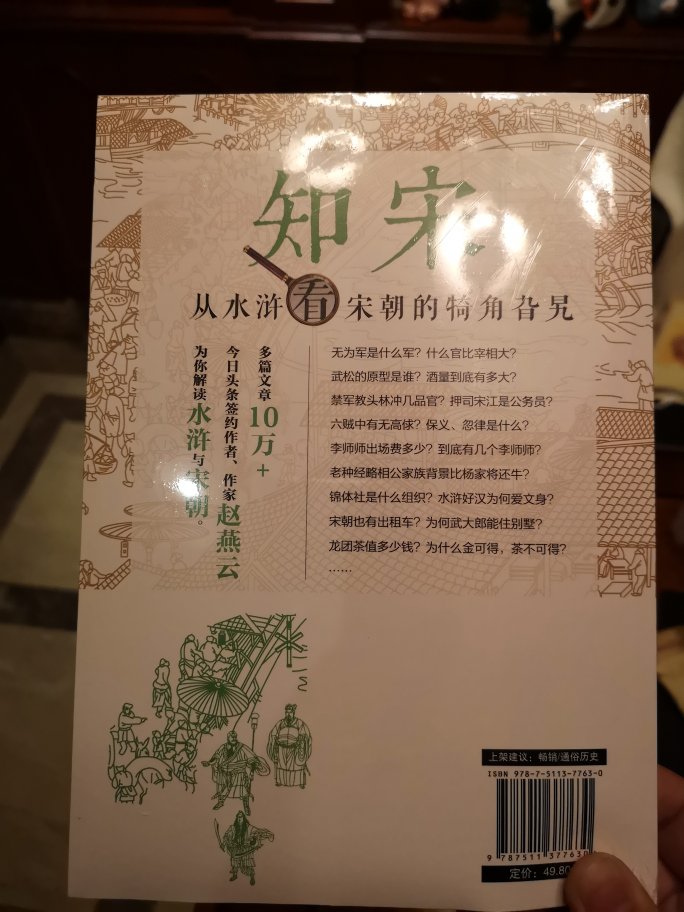 知宋
从水浒看宋朝的犄角旮旯
多篇文章10万+
今日头条签约作者、作家赵燕云
为你解读水浒与宋朝。
无为军是什么军？什么官比宰相大？
武松的原型是谁？酒量到底有多大？
禁军教头林冲几品官？押司宋江是公务员？
六贼中有无高俅？保义、忽律是什么？
李师师出场费多少？到底有几个李师师？
老种经略相公家族背景比杨家将还牛？
锦体社是什么组织？水浒好汉为何爱文身？
宋朝也有出租车？为何武大郎能住别墅？
龙团茶值多少钱？为什么金可得，茶不可得？
……
上架建议：畅销/通俗历史
ISBN 978-7-5113-7763-0
9 787511 377630
定价：49.80